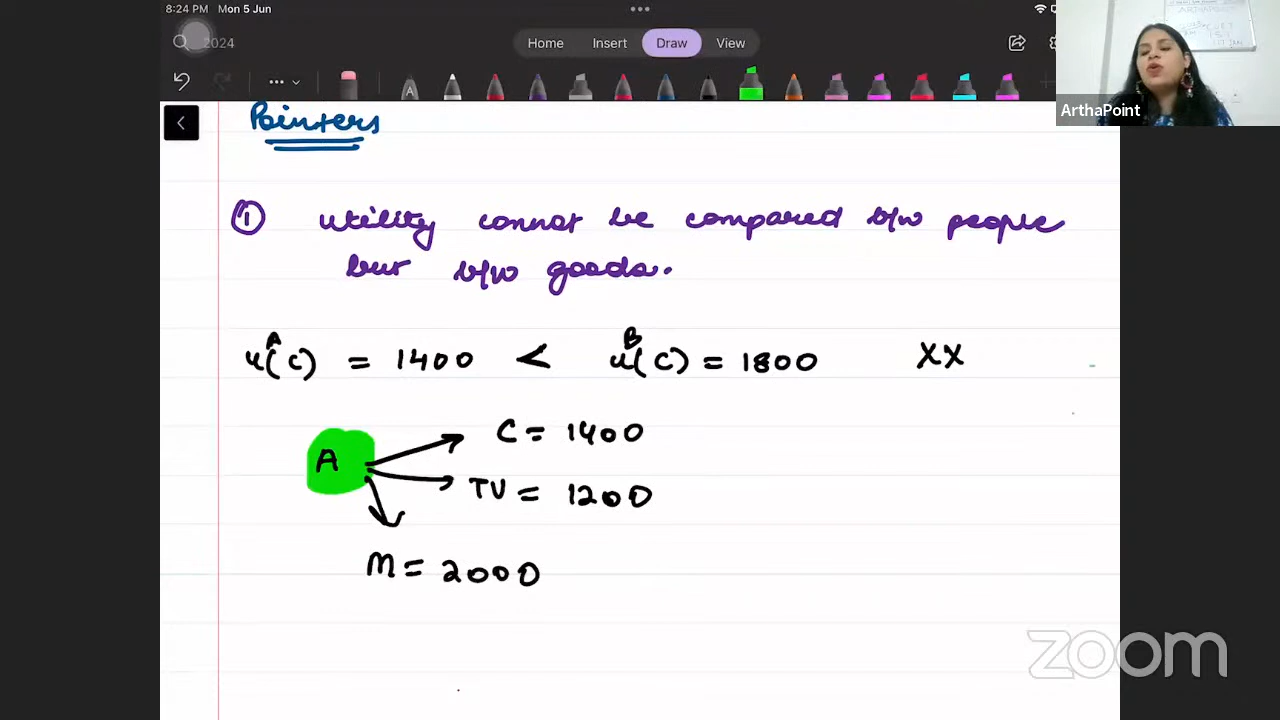 8:24 PM Mon 5 Jun
2024
Home Insert Draw View
ArthaPoint
Pointers
① utility cannot be compared b/w people
but b/w goods.
u^A(C) = 1400 < u^B(C) = 1800 XX
A
C = 1400
TV = 1200
M = 2000
zoom